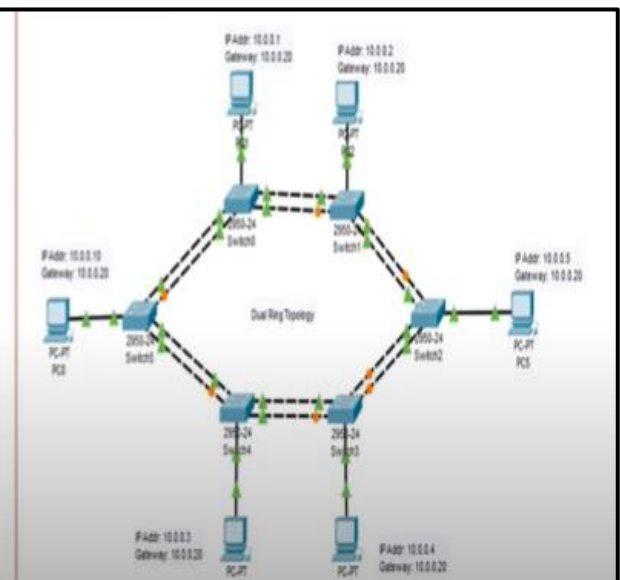 IP Addr: 10.0.0.1
Gateway: 10.0.0.20
IP Addr: 10.0.0.2
Gateway: 10.0.0.20
PC-PT
PC-PT
PC2
2950-24
Switch0
2950-24
Switch1
IP Addr: 10.0.0.10
Gateway: 10.0.0.20
IP Addr: 10.0.0.5
Gateway: 10.0.0.20
Dual Ring Topology
PC-PT
2950-24
Switch5
2950-24
Switch2
PC-PT
PC5
2950-24
Switch4
2950-24
Switch3
IP Addr: 10.0.0.3
Gateway: 10.0.0.20
PC-PT
PC-PT
IP Addr: 10.0.0.4
Gateway: 10.0.0.20